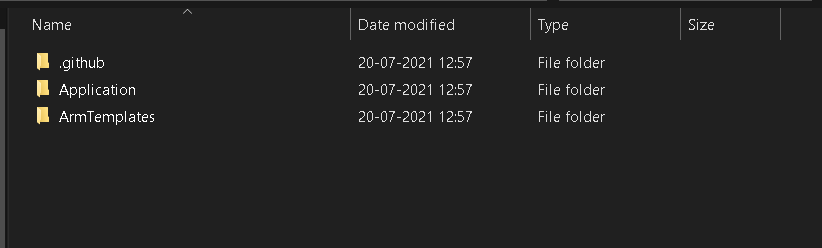 Name Date modified Type Size
.github 20-07-2021 12:57 File folder
Application 20-07-2021 12:57 File folder
ArmTemplates 20-07-2021 12:57 File folder